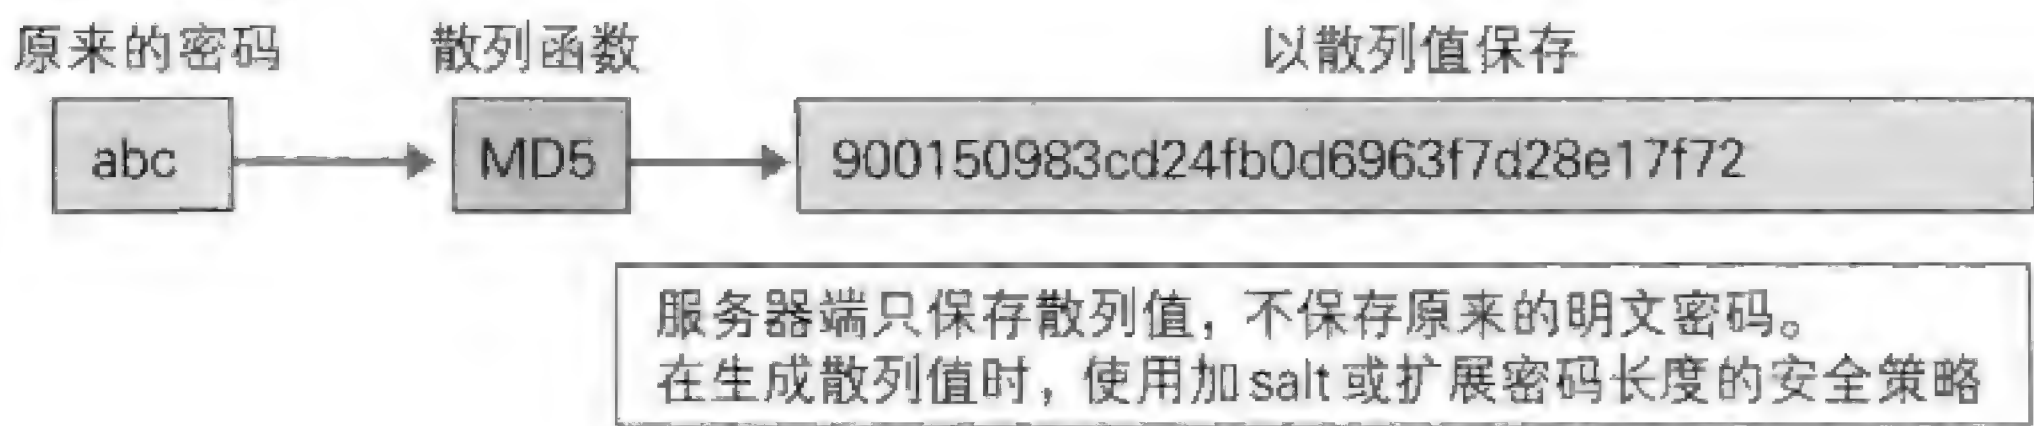 原来的密码 散列函数 以散列值保存
abc MD5 900150983cd24fb0d6963f7d28e17f72
服务器端只保存散列值，不保存原来的明文密码。
在生成散列值时，使用加salt或扩展密码长度的安全策略